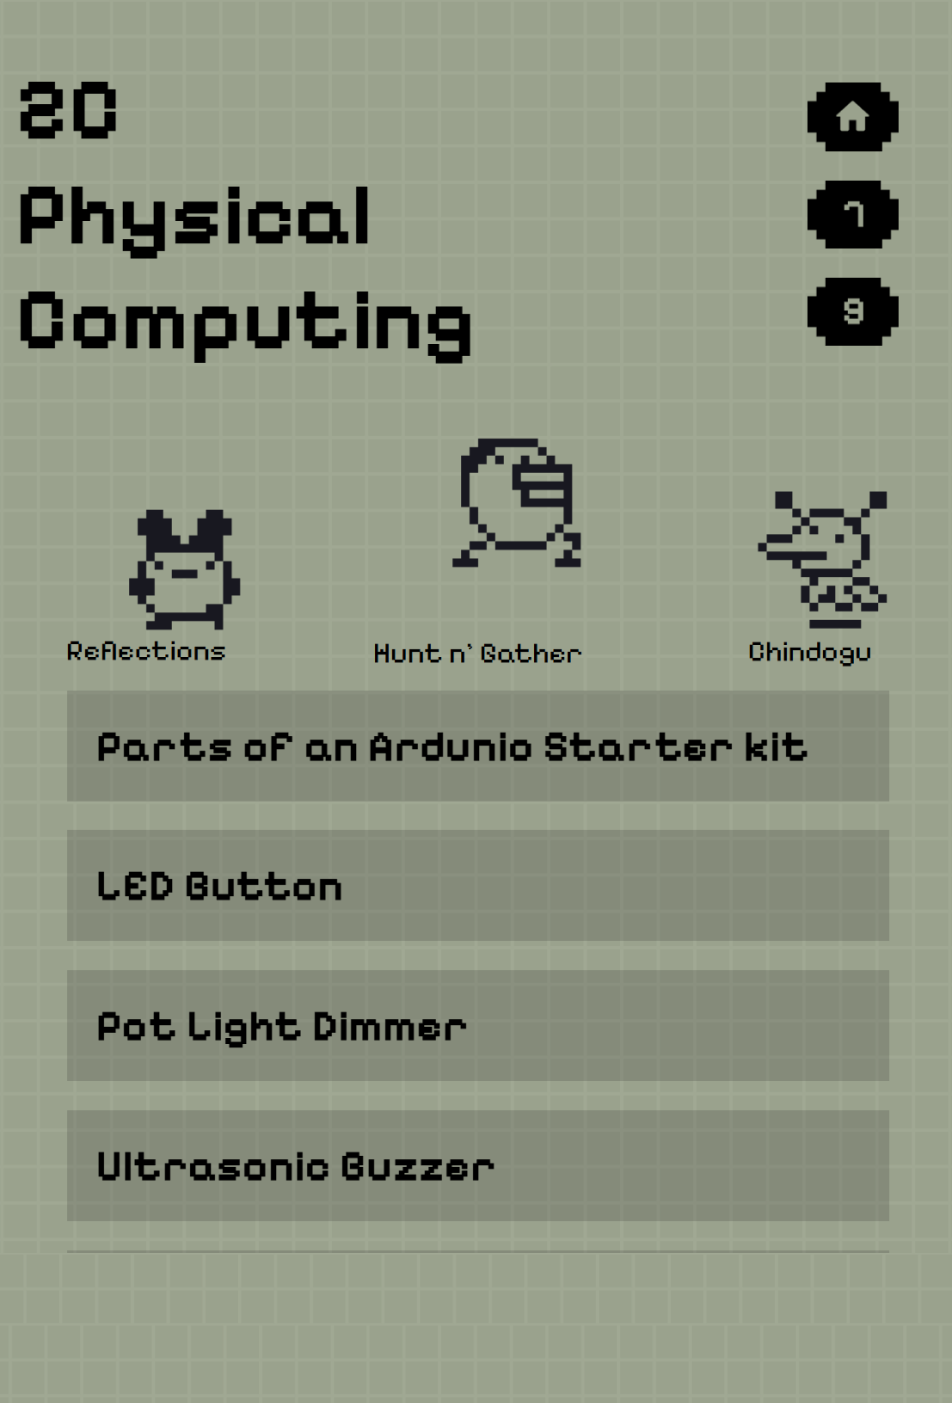 20
Physical
Computing
7
9
Reflections
Hunt n' Gather
Chindogu
Parts of an Ardunio Starter kit
LED Button
Pot Light Dimmer
Ultrasonic Buzzer